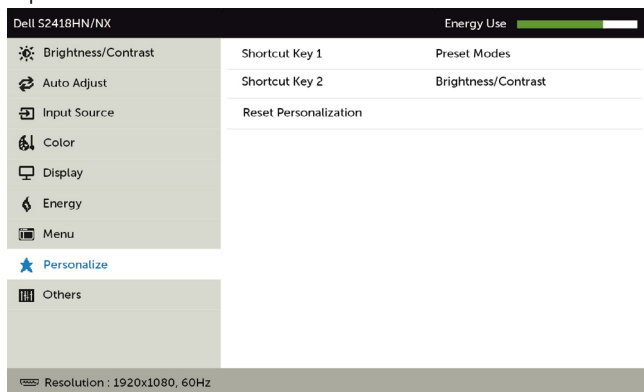 Dell S2418HN/NX Energy Use
Brightness/Contrast
Auto Adjust
Input Source
Color
Display
Energy
Menu
Personalize
Others
Shortcut Key 1 Preset Modes
Shortcut Key 2 Brightness/Contrast
Reset Personalization
Resolution : 1920x1080, 60Hz